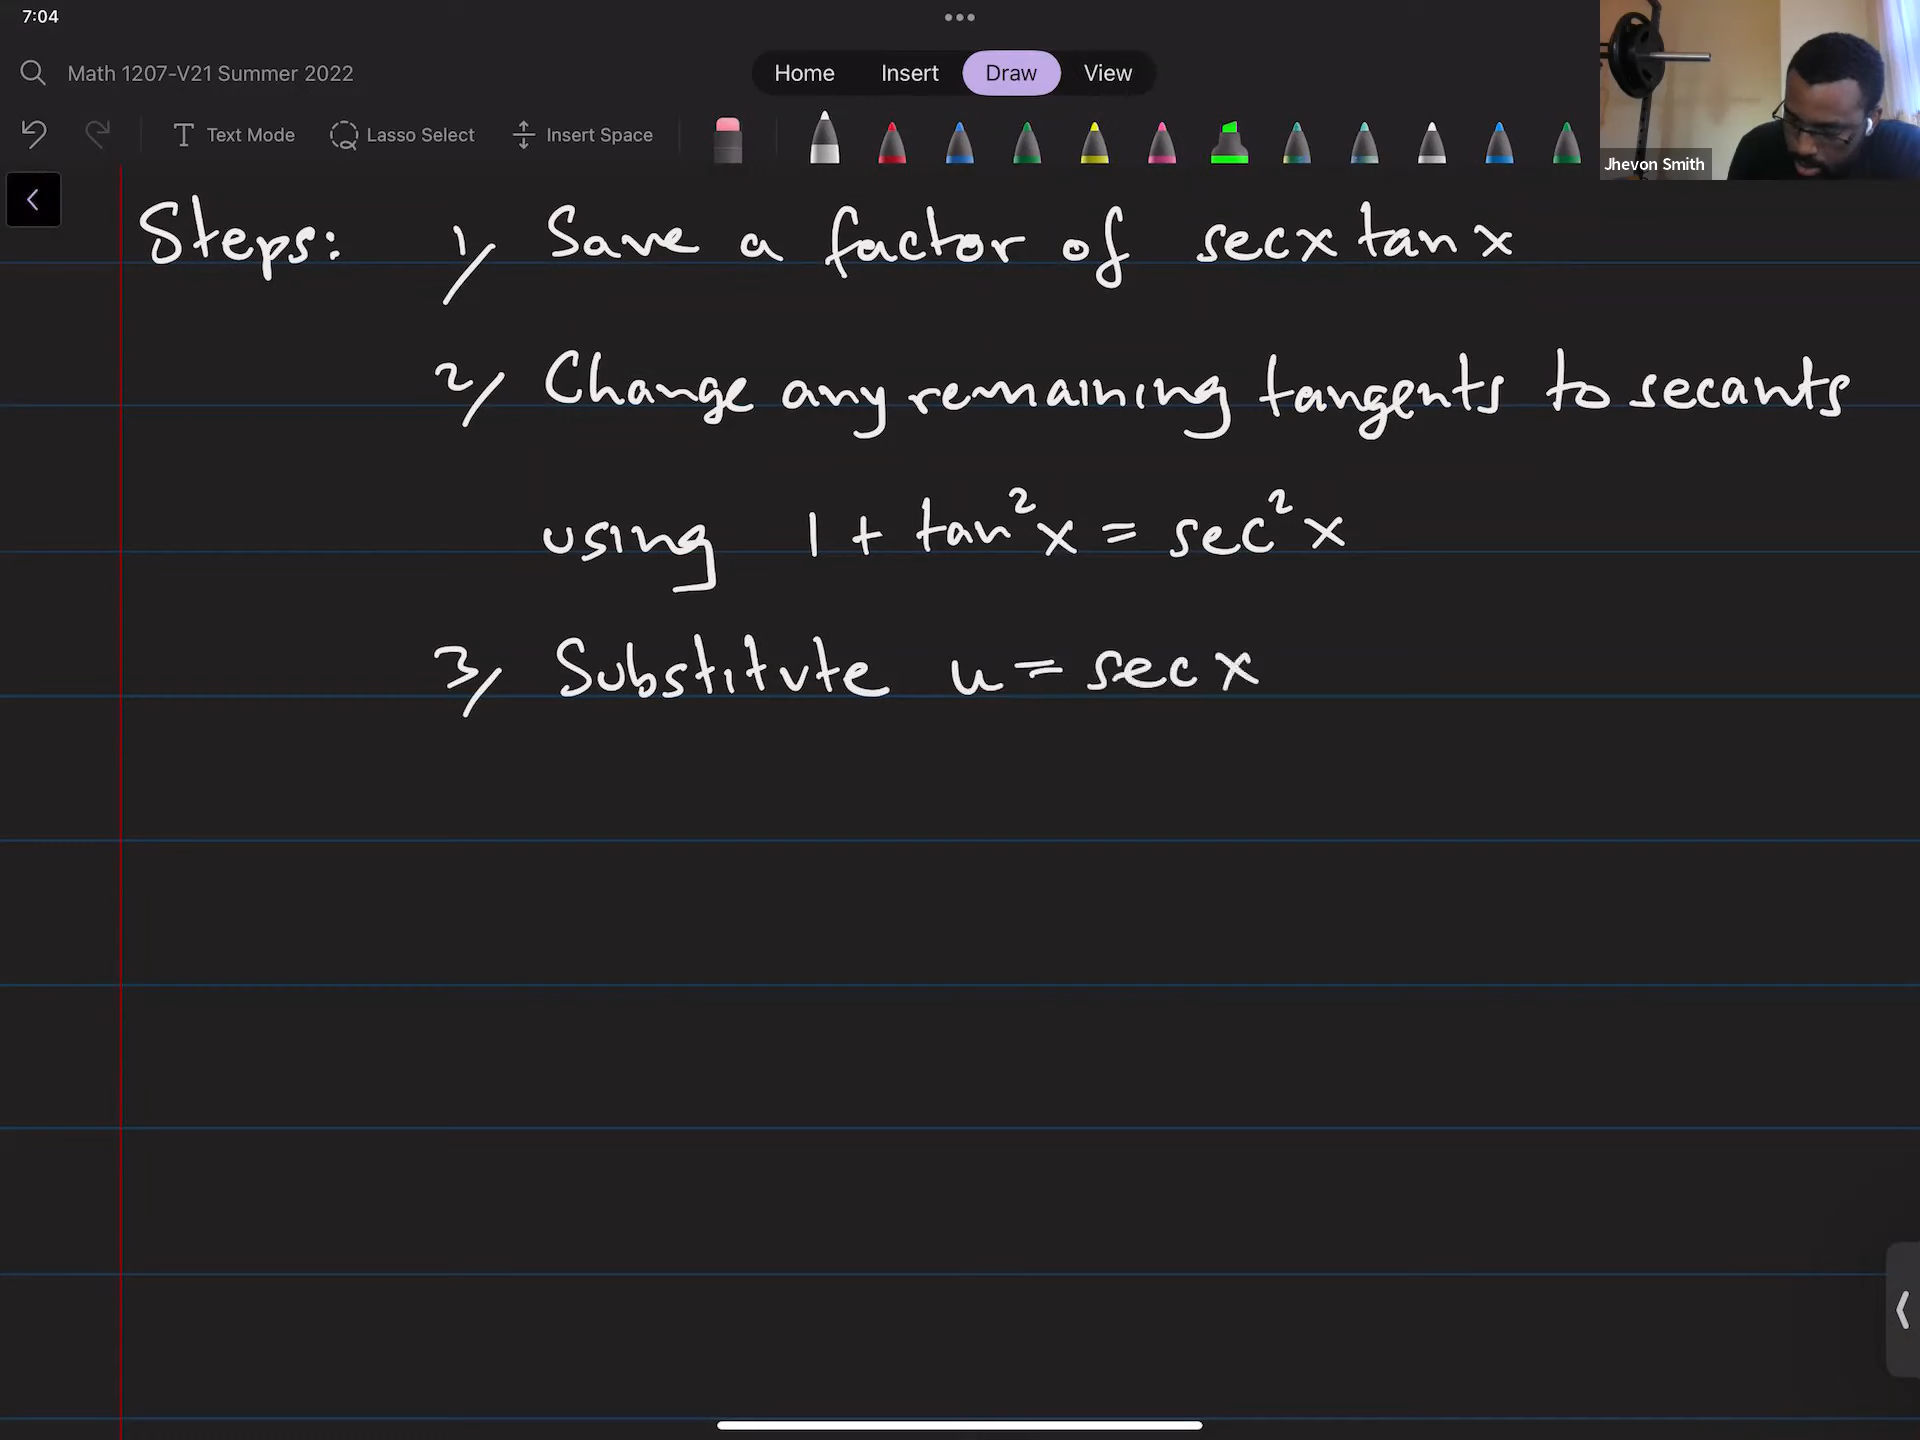 7:04
Math 1207-V21 Summer 2022
Home Insert Draw View
Text Mode Lasso Select Insert Space
Jhevon Smith
Steps: 1/ Save a factor of secx tan x
2/ Change any remaining tangents to secants
using 1 + tan²x = sec²x
3/ Substitute u = sec x